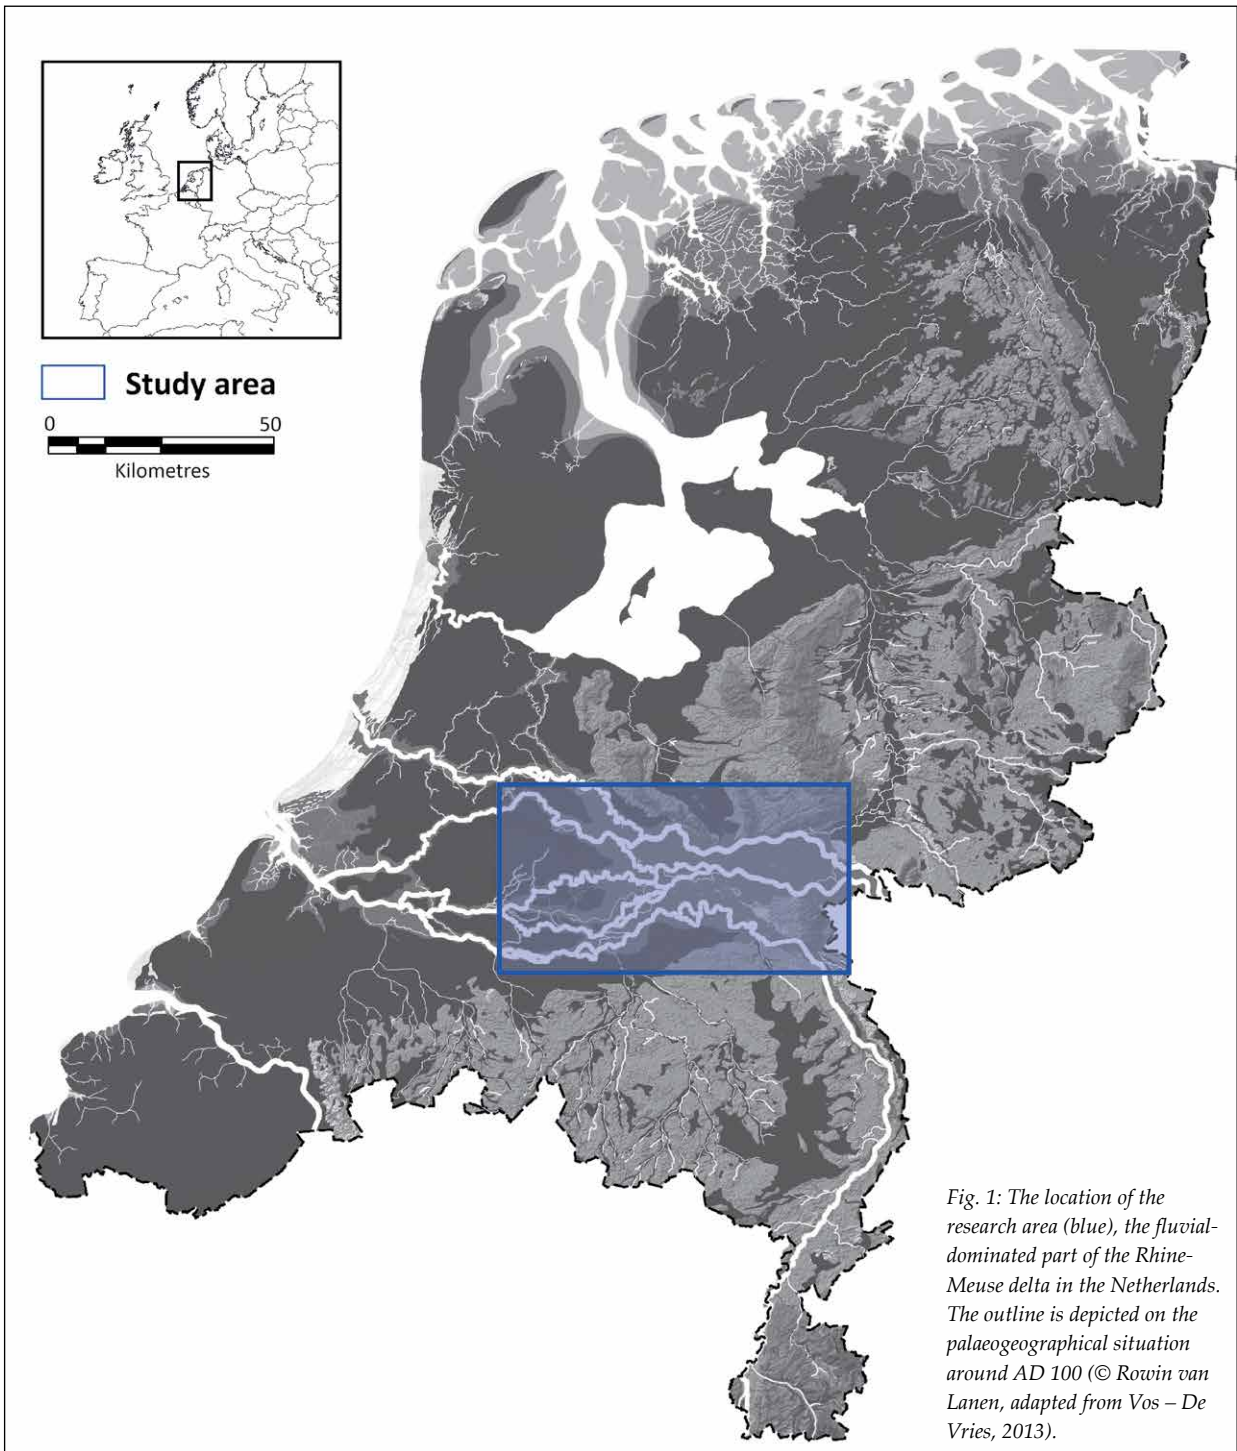 Study area
0 50
Kilometres
Fig. 1: The location of the
research area (blue), the fluvial-
dominated part of the Rhine-
Meuse delta in the Netherlands.
The outline is depicted on the
palaeogeographical situation
around AD 100 (© Rowin van
Lanen, adapted from Vos – De
Vries, 2013).